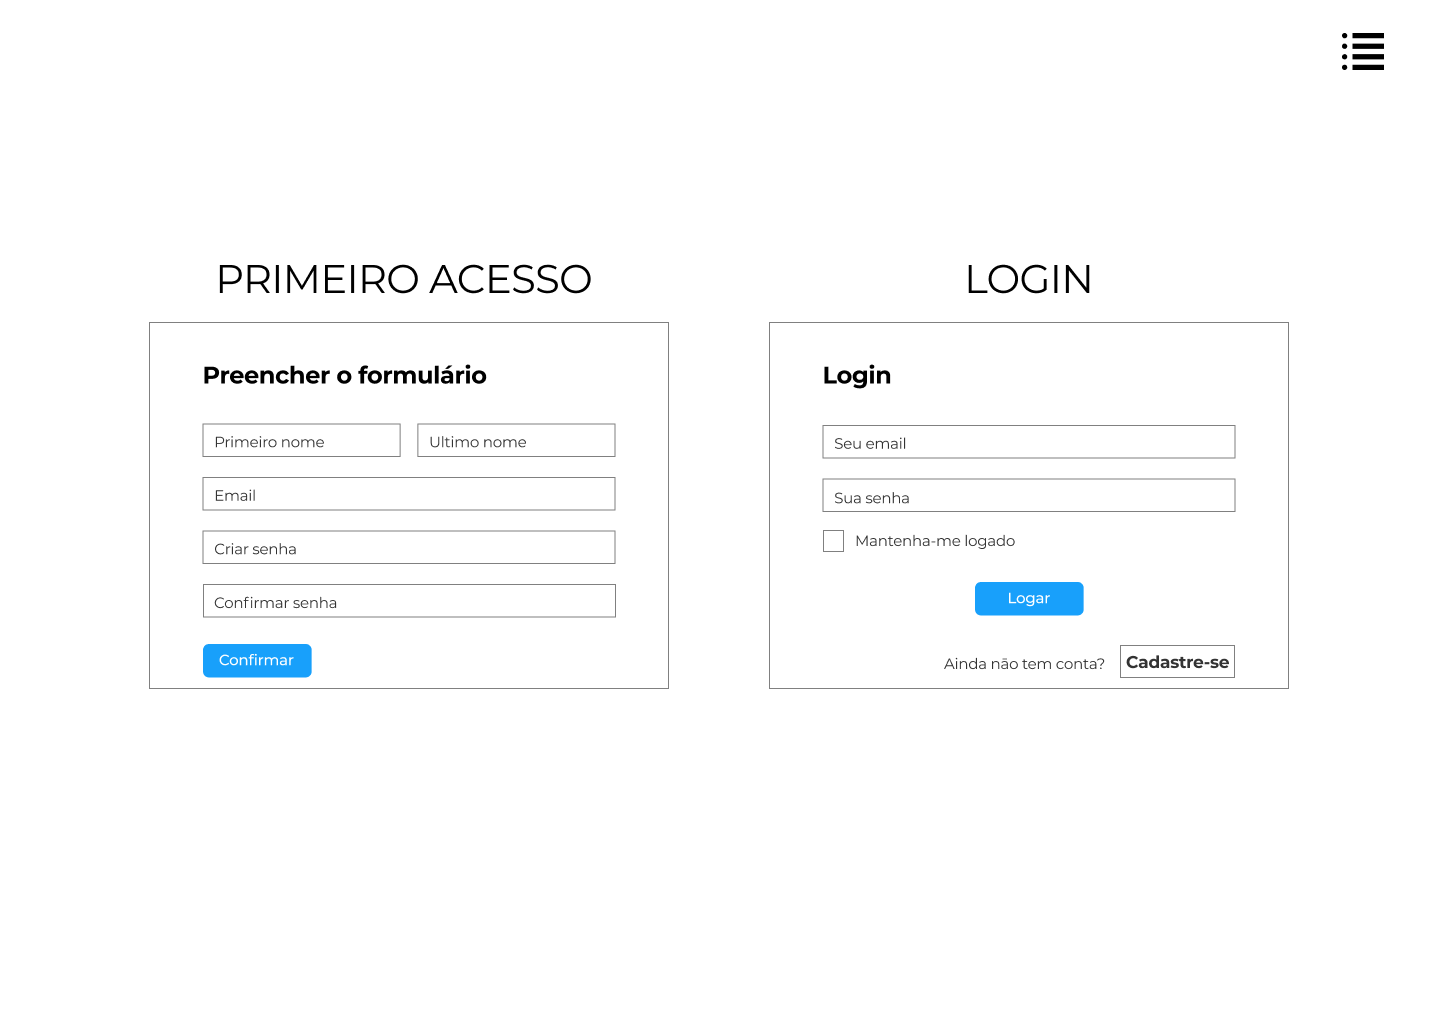 PRIMEIRO ACESSO
Preencher o formulário
Primeiro nome
Ultimo nome
Email
Criar senha
Confirmar senha
Confirmar
LOGIN
Login
Seu email
Sua senha
Mantenha-me logado
Logar
Ainda não tem conta? Cadastre-se